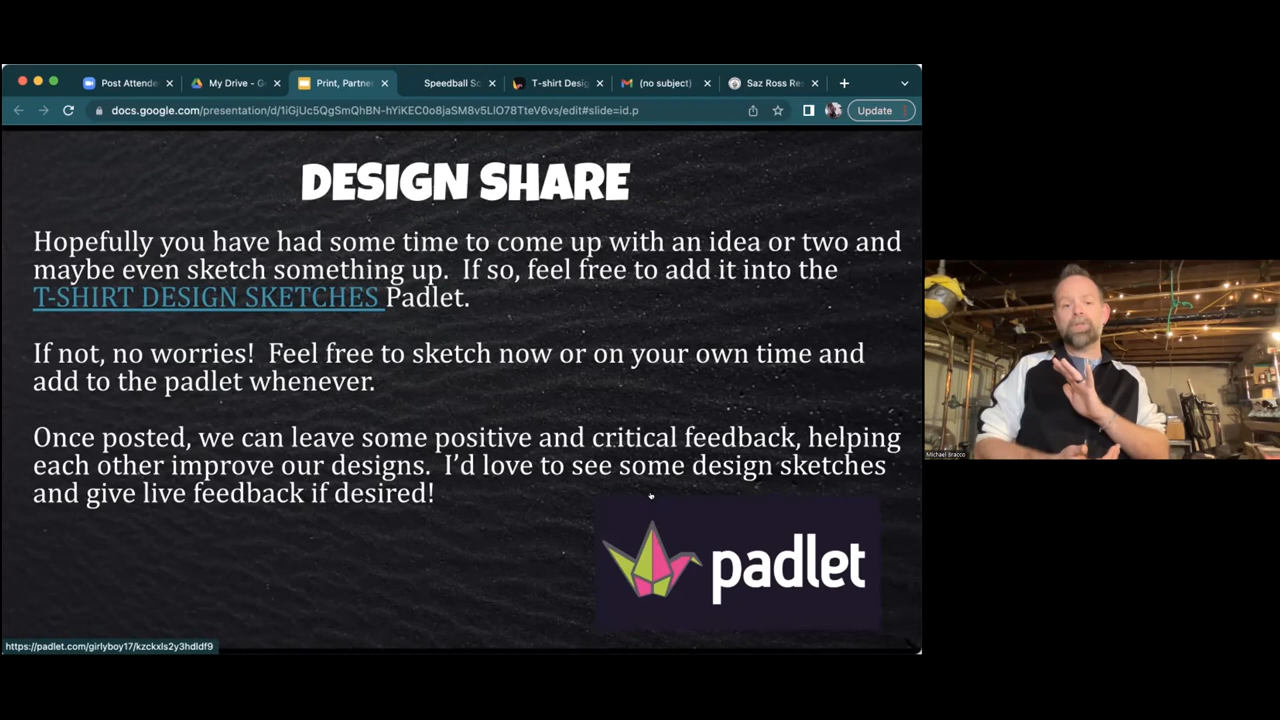 Post Attende
My Drive - G
Print, Partne
Speedball Sc
T-shirt Desig
(no subject)
Saz Ross Re
docs.google.com/presentation/d/1iGjUc5QgSmQhBN-hYiKEC0o8jaSM8v5LlO78TteV6vs/edit#slide=id.p
Update
DESIGN SHARE
Hopefully you have had some time to come up with an idea or two and
maybe even sketch something up. If so, feel free to add it into the
T-SHIRT DESIGN SKETCHES Padlet.
If not, no worries! Feel free to sketch now or on your own time and
add to the padlet whenever.
Once posted, we can leave some positive and critical feedback, helping
each other improve our designs. I'd love to see some design sketches
and give live feedback if desired!
padlet
https://padlet.com/girlyboy17/kzckxls2y3hdldf9
Michael Bracco